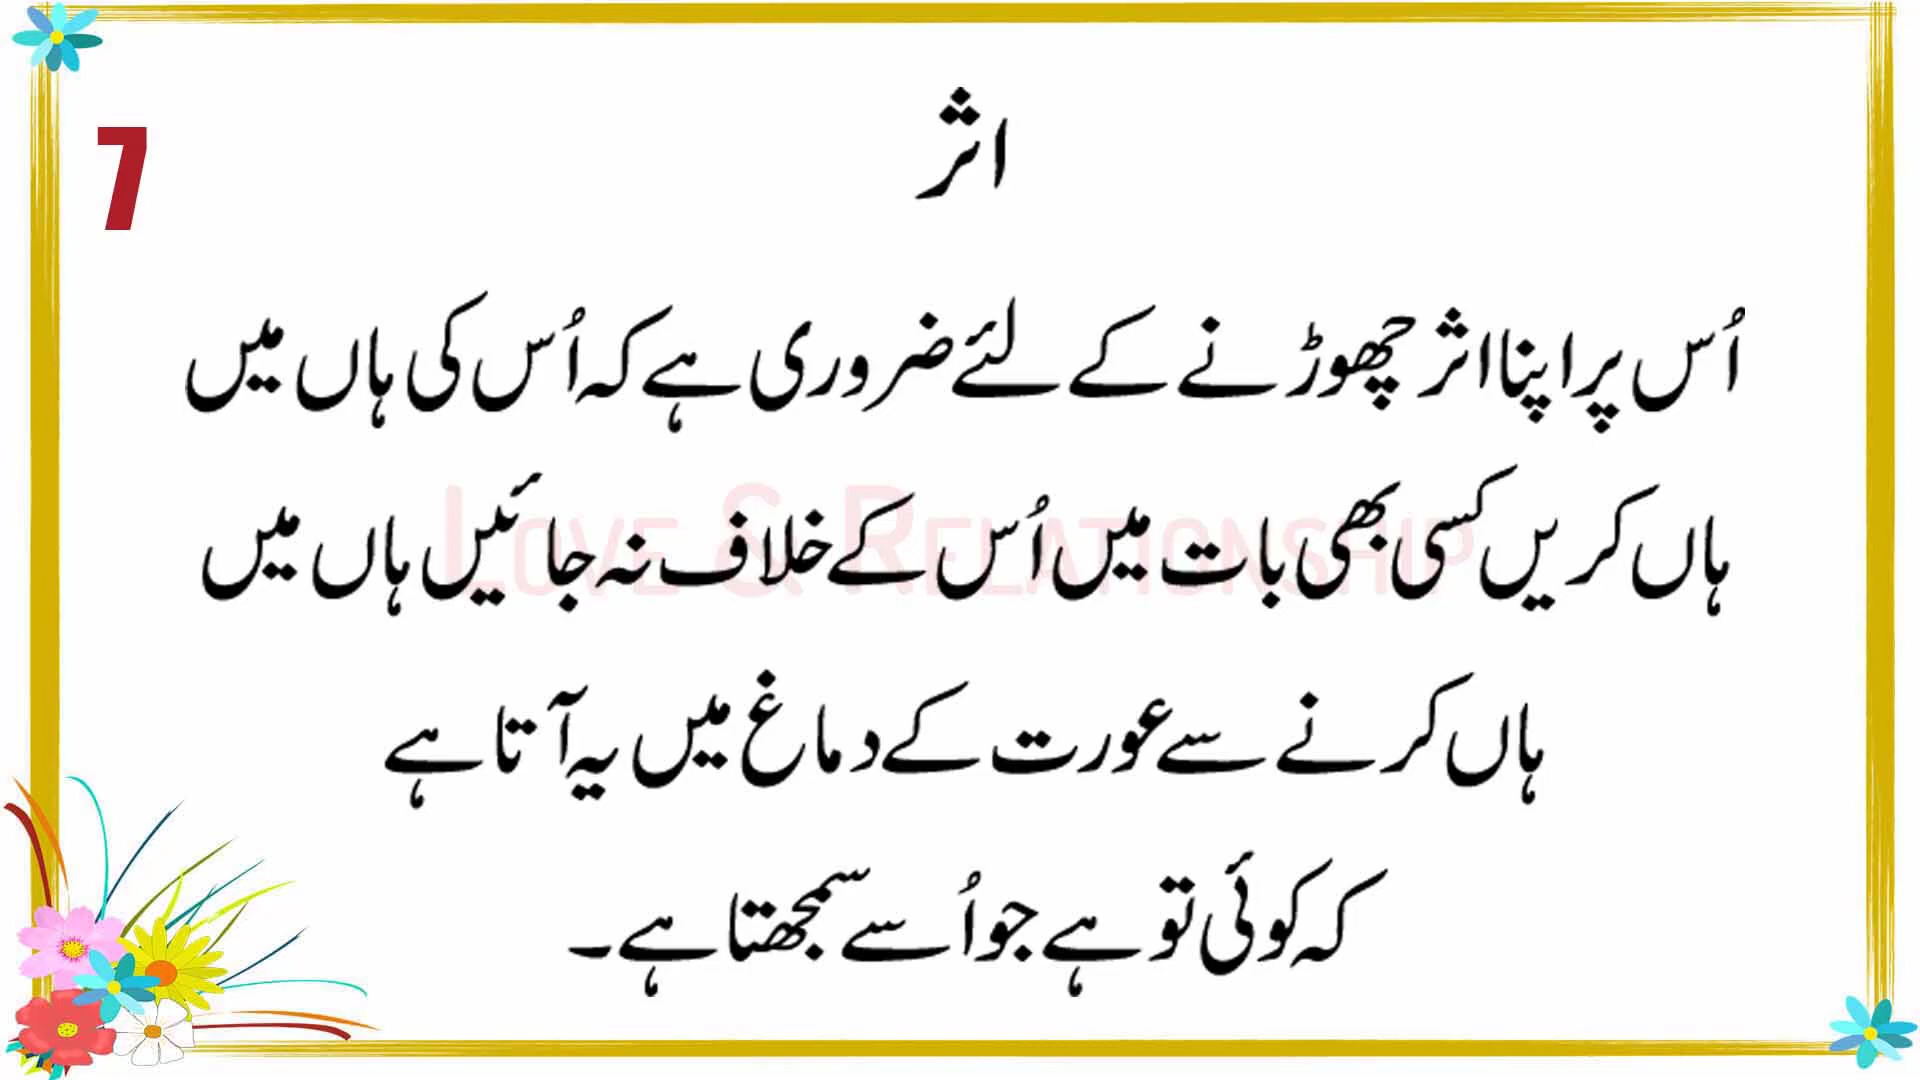 7
اثر
اُس پر اپنا اثر چھوڑنے کے لئے ضروری ہے کہ اُس کی ہاں میں
ہاں کریں کسی بھی بات میں اُس کے خلاف نہ جائیں ہاں میں
LOVE & RELATIONSHIP
ہاں کرنے سے عورت کے دماغ میں یہ آتا ہے
کہ کوئی تو ہے جو اُسے سمجھتا ہے۔